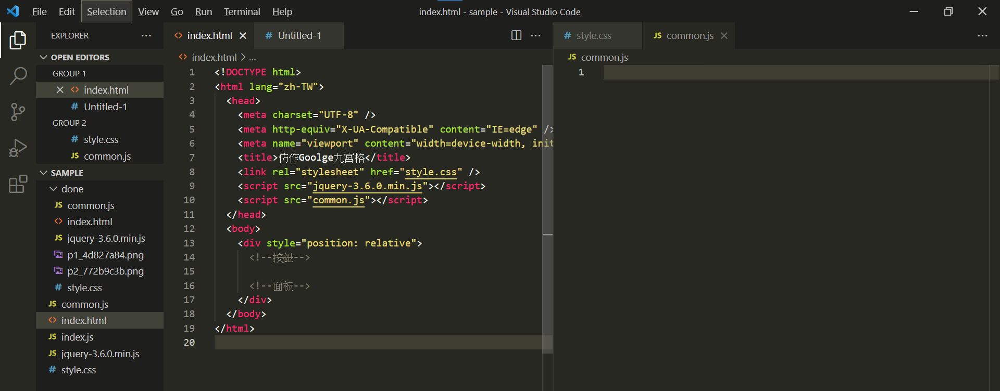 File Edit Selection View Go Run Terminal Help index.html - sample - Visual Studio Code
EXPLORER
OPEN EDITORS
GROUP 1
index.html
Untitled-1
GROUP 2
style.css
common.js
SAMPLE
done
common.js
index.html
jquery-3.6.0.min.js
p1_4d827a84.png
p2_772b9c3b.png
style.css
common.js
index.html
index.js
jquery-3.6.0.min.js
style.css
index.html Untitled-1
index.html > ...
1 <!DOCTYPE html>
2 <html lang="zh-TW">
3 <head>
4 <meta charset="UTF-8" />
5 <meta http-equiv="X-UA-Compatible" content="IE=edge" />
6 <meta name="viewport" content="width=device-width, init
7 <title>仿作Goolge九宮格</title>
8 <link rel="stylesheet" href="style.css" />
9 <script src="jquery-3.6.0.min.js"></script>
10 <script src="common.js"></script>
11 </head>
12 <body>
13 <div style="position: relative">
14 <!--按鈕-->
15
16 <!--面板-->
17 </div>
18 </body>
19 </html>
20
style.css JS common.js
JS common.js
1